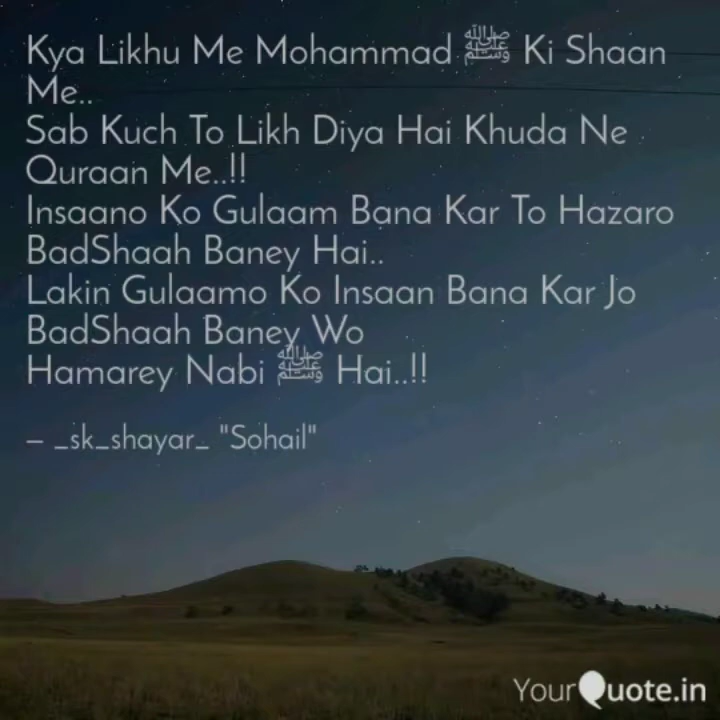 Kya Likhu Me Mohammad ﷺ Ki Shaan
Me..
Sab Kuch To Likh Diya Hai Khuda Ne
Quraan Me..!!
Insaano Ko Gulaam Bana Kar To Hazaro
BadShaah Baney Hai..
Lakin Gulaamo Ko Insaan Bana Kar Jo
BadShaah Baney Wo
Hamarey Nabi ﷺ Hai..!!
– _sk_shayar_ "Sohail"
YourQuote.in